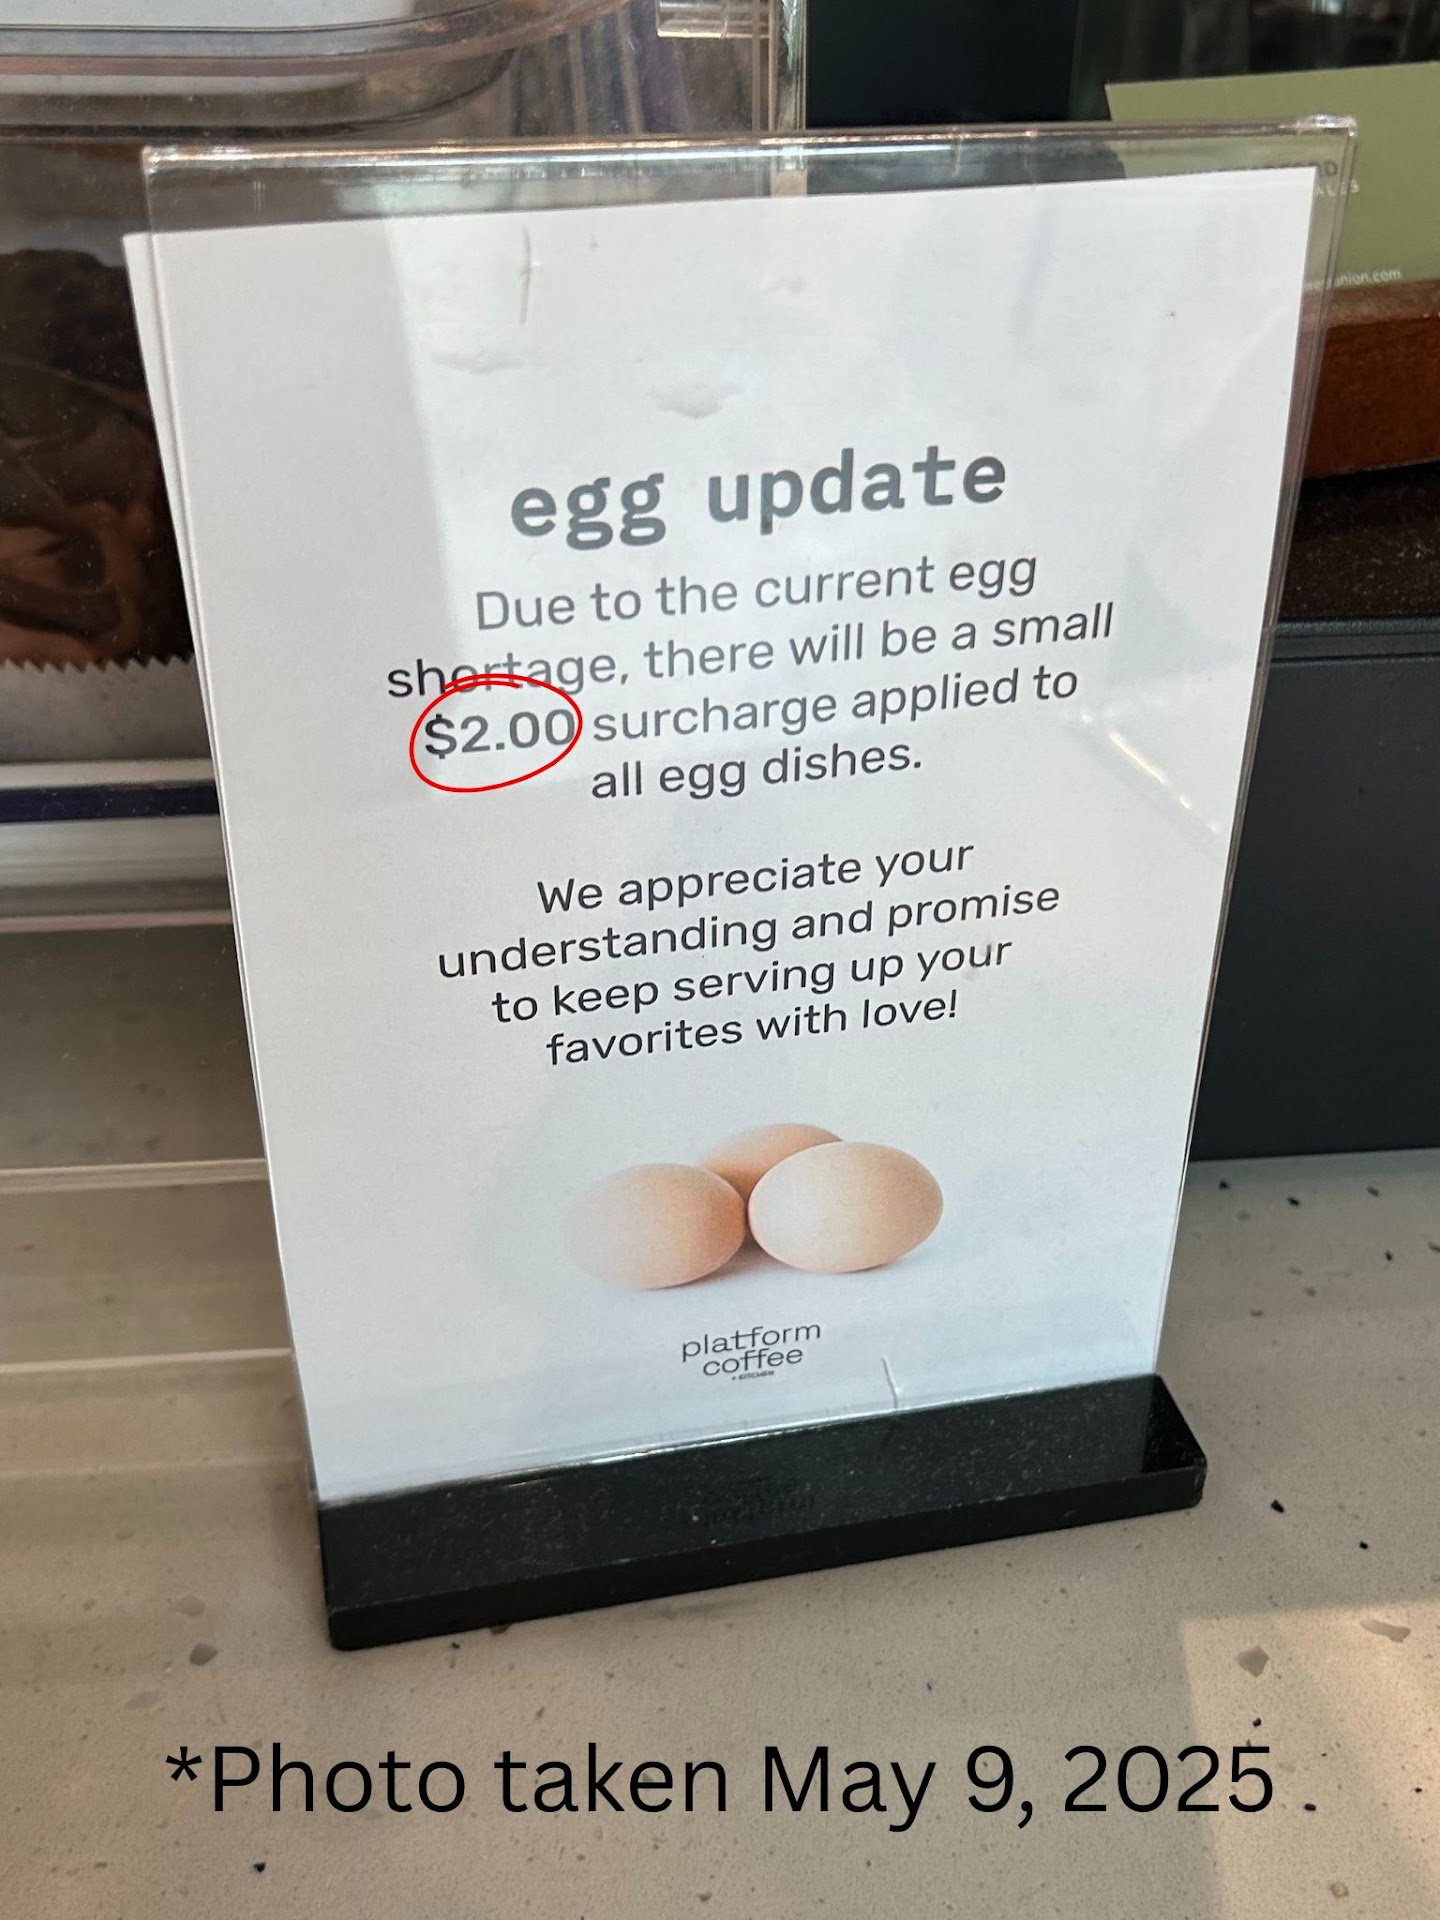 egg update
Due to the current egg
shortage, there will be a small
$2.00 surcharge applied to
all egg dishes.
We appreciate your
understanding and promise
to keep serving up your
favorites with love!
platform
coffee
+ KITCHEN
*Photo taken May 9, 2025